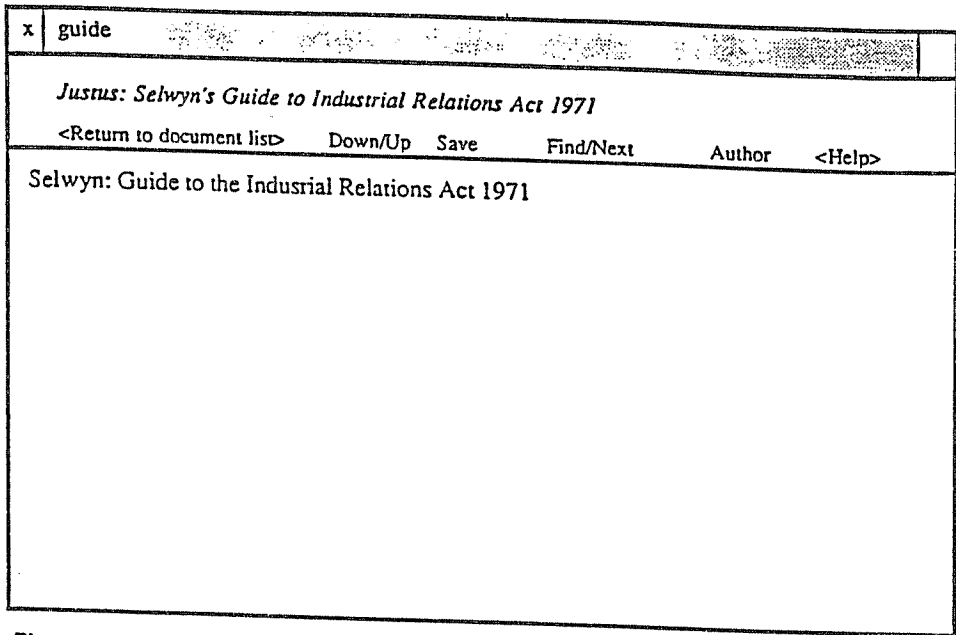 x guide
Justus: Selwyn's Guide to Industrial Relations Act 1971
<Return to document list> Down/Up Save Find/Next Author <Help>
Selwyn: Guide to the Indusrial Relations Act 1971